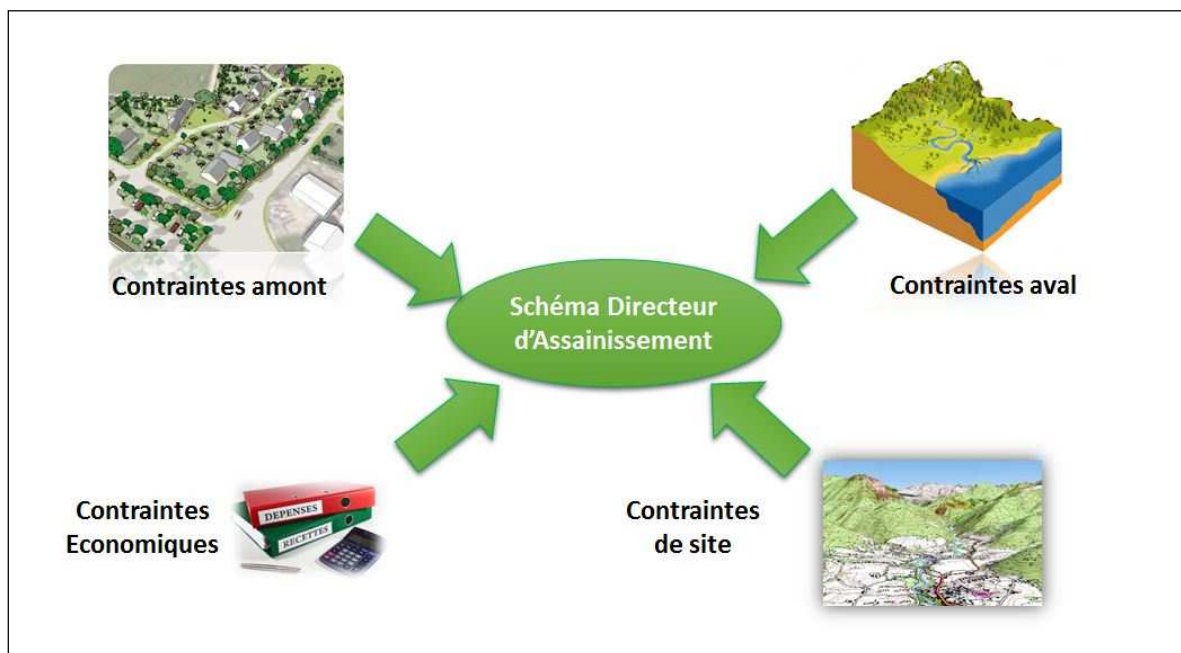 Contraintes amont
Contraintes aval
Schéma Directeur
d'Assainissement
Contraintes
Economiques
DEPENSES
RECETTES
Contraintes
de site